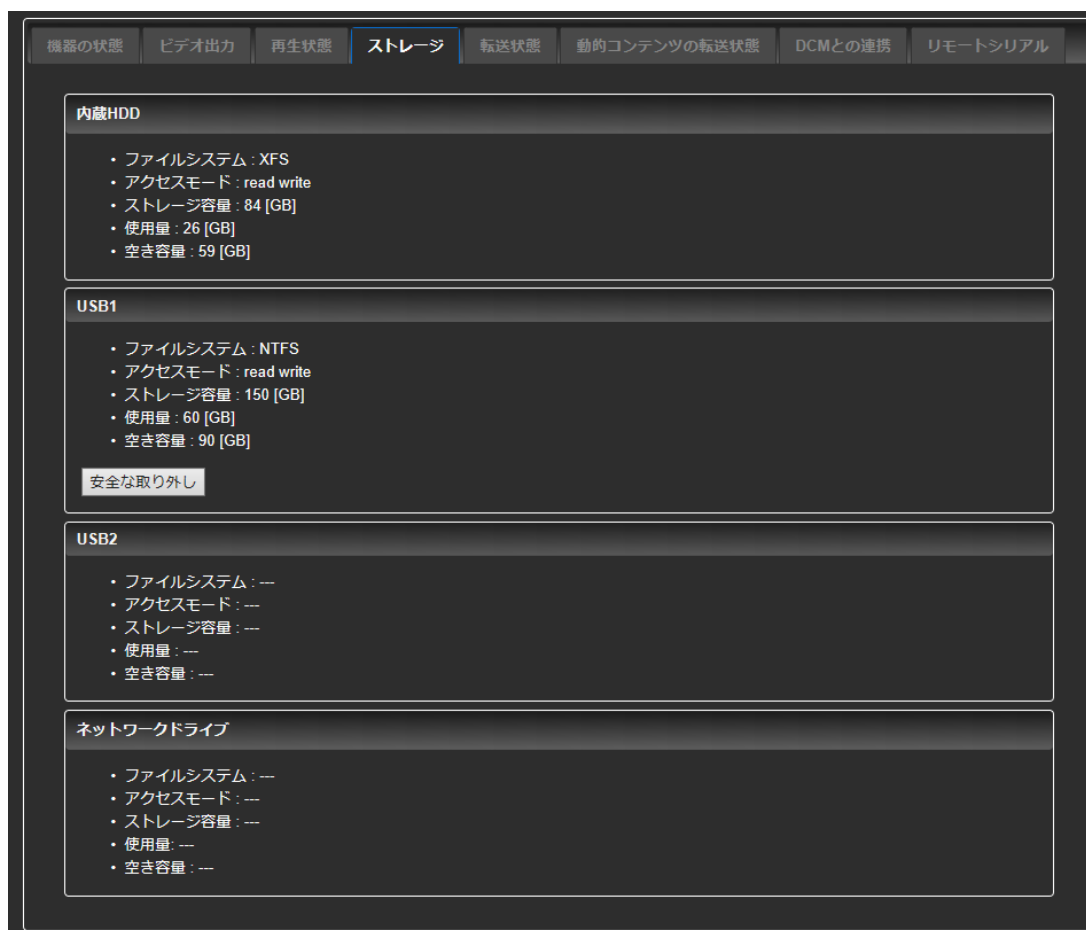 機器の状態 ビデオ出力 再生状態 ストレージ 転送状態 動的コンテンツの転送状態 DCMとの連携 リモートシリアル
内蔵HDD
・ ファイルシステム : XFS
・ アクセスモード : read write
・ ストレージ容量 : 84 [GB]
・ 使用量 : 26 [GB]
・ 空き容量 : 59 [GB]
USB1
・ ファイルシステム : NTFS
・ アクセスモード : read write
・ ストレージ容量 : 150 [GB]
・ 使用量 : 60 [GB]
・ 空き容量 : 90 [GB]
安全な取り外し
USB2
・ ファイルシステム : ---
・ アクセスモード : ---
・ ストレージ容量 : ---
・ 使用量 : ---
・ 空き容量 : ---
ネットワークドライブ
・ ファイルシステム : ---
・ アクセスモード : ---
・ ストレージ容量 : ---
・ 使用量: ---
・ 空き容量 : ---